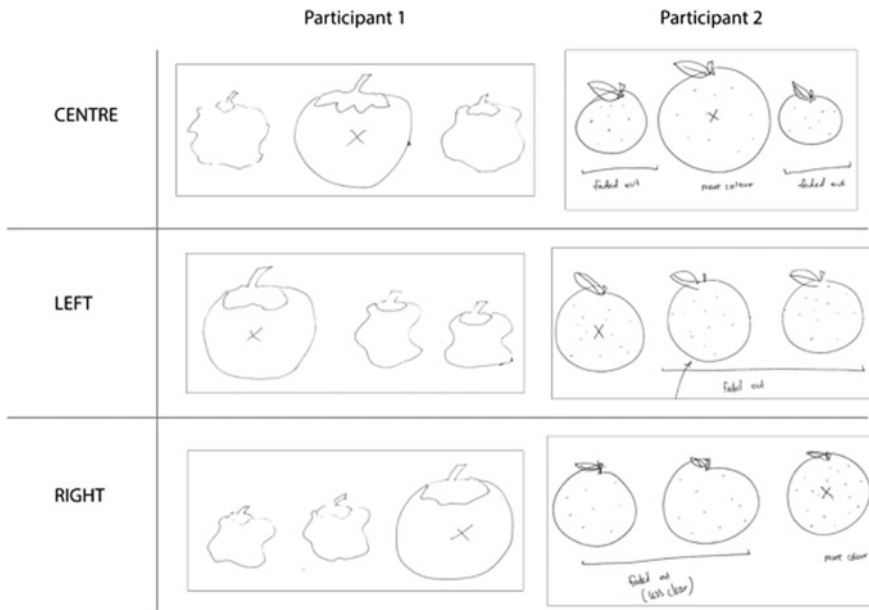 Participant 1
Participant 2
CENTRE
X
X
faded out
more colour
faded out
LEFT
X
X
faded out
RIGHT
X
X
more colour
faded out
(less clear)